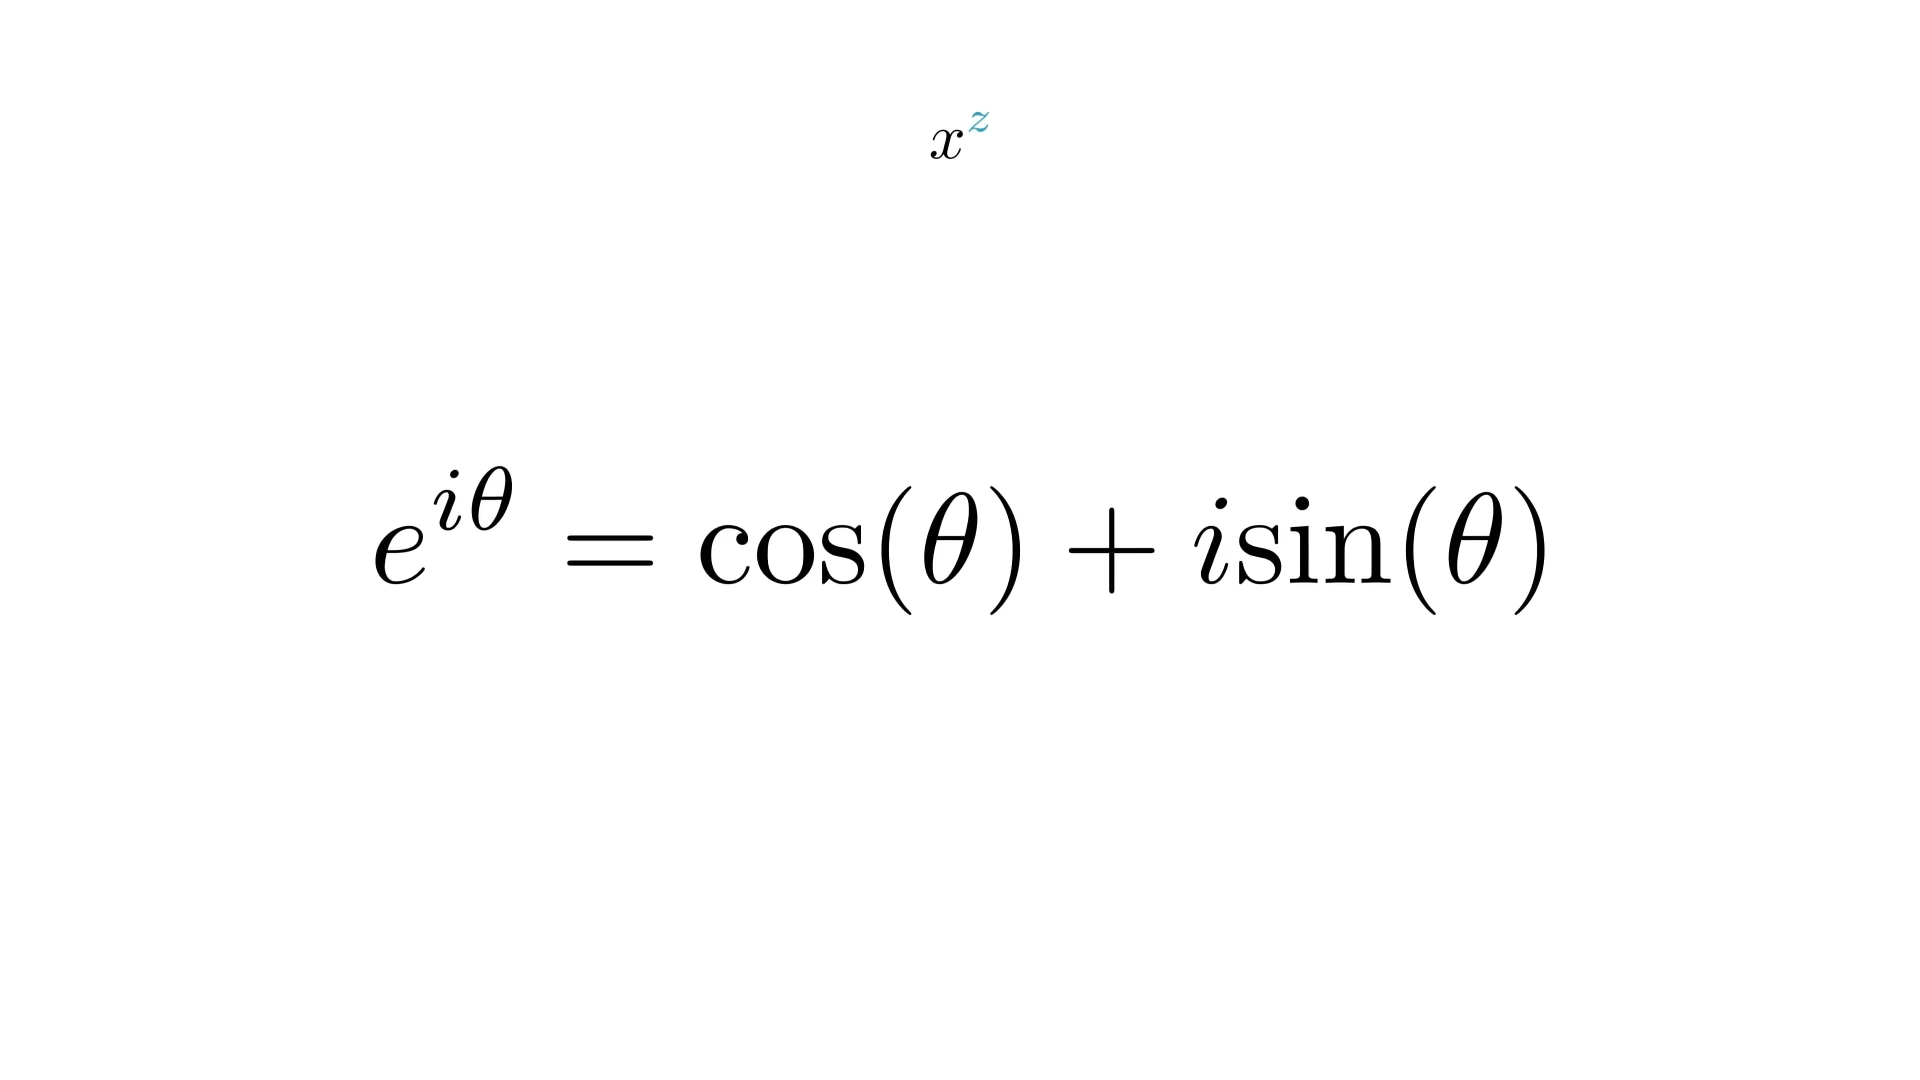 x^z
e^{iθ} = cos(θ) + isin(θ)